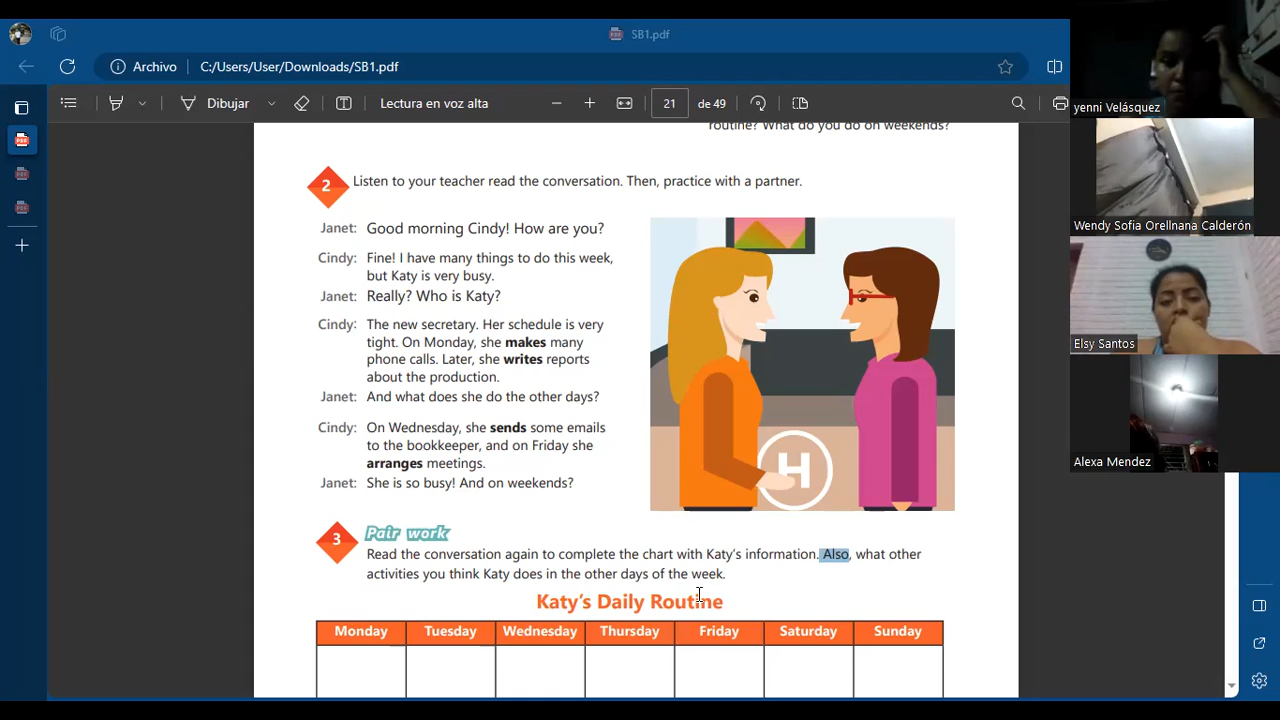 SB1.pdf
Archivo
C:/Users/User/Downloads/SB1.pdf
Dibujar
Lectura en voz alta
21
de 49
routine? What do you do on weekends?
2
Listen to your teacher read the conversation. Then, practice with a partner.
Janet: Good morning Cindy! How are you?
Cindy: Fine! I have many things to do this week,
but Katy is very busy.
Janet: Really? Who is Katy?
Cindy: The new secretary. Her schedule is very
tight. On Monday, she makes many
phone calls. Later, she writes reports
about the production.
Janet: And what does she do the other days?
Cindy: On Wednesday, she sends some emails
to the bookkeeper, and on Friday she
arranges meetings.
Janet: She is so busy! And on weekends?
H
3
Pair work
Read the conversation again to complete the chart with Katy's information. Also, what other
activities you think Katy does in the other days of the week.
Katy's Daily Routine
Monday Tuesday Wednesday Thursday Friday Saturday Sunday
yenni Velásquez
Wendy Sofia Orellnana Calderón
Elsy Santos
Alexa Mendez